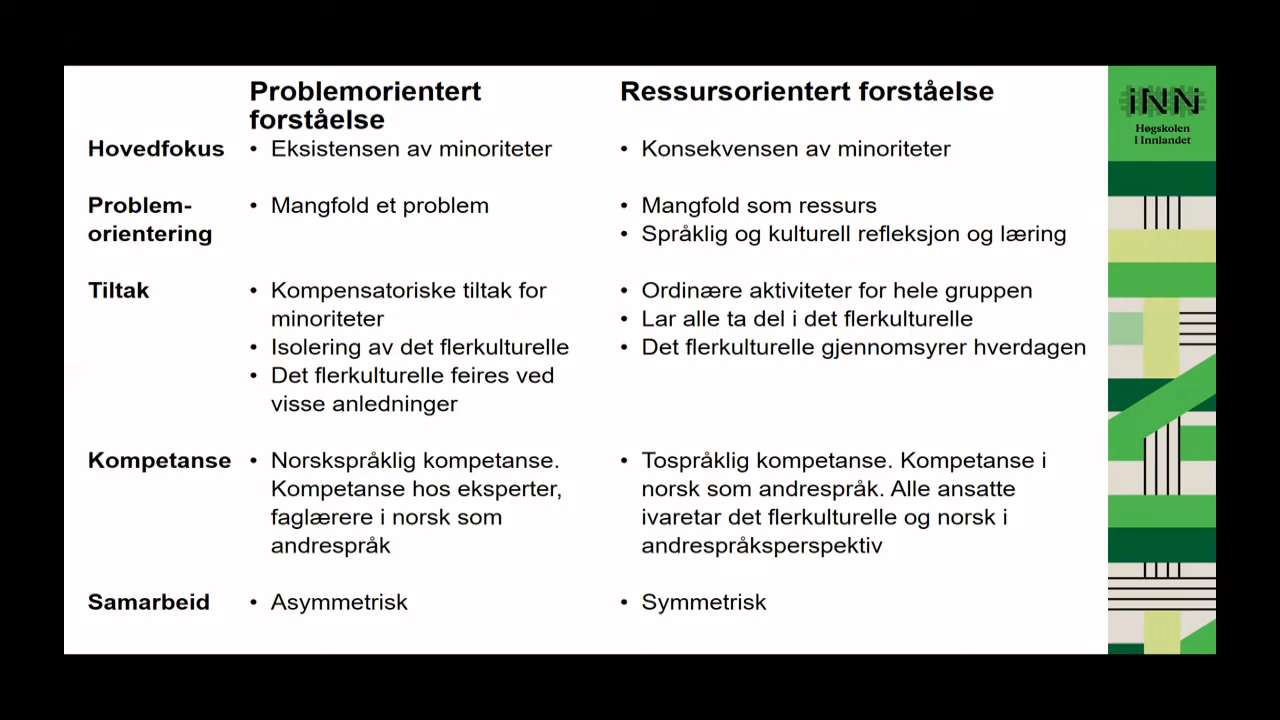 Problemorientert
forståelse
Ressursorientert forståelse
Hovedfokus
• Eksistensen av minoriteter
• Konsekvensen av minoriteter
Problem-
orientering
• Mangfold et problem
• Mangfold som ressurs
• Språklig og kulturell refleksjon og læring
Tiltak
• Kompensatoriske tiltak for
minoriteter
• Isolering av det flerkulturelle
• Det flerkulturelle feires ved
visse anledninger
• Ordinære aktiviteter for hele gruppen
• Lar alle ta del i det flerkulturelle
• Det flerkulturelle gjennomsyrer hverdagen
Kompetanse
• Norskspråklig kompetanse.
Kompetanse hos eksperter,
faglærere i norsk som
andrespråk
• Tospråklig kompetanse. Kompetanse i
norsk som andrespråk. Alle ansatte
ivaretar det flerkulturelle og norsk i
andrespråksperspektiv
Samarbeid
• Asymmetrisk
• Symmetrisk
iNN
Høgskolen
i Innlandet